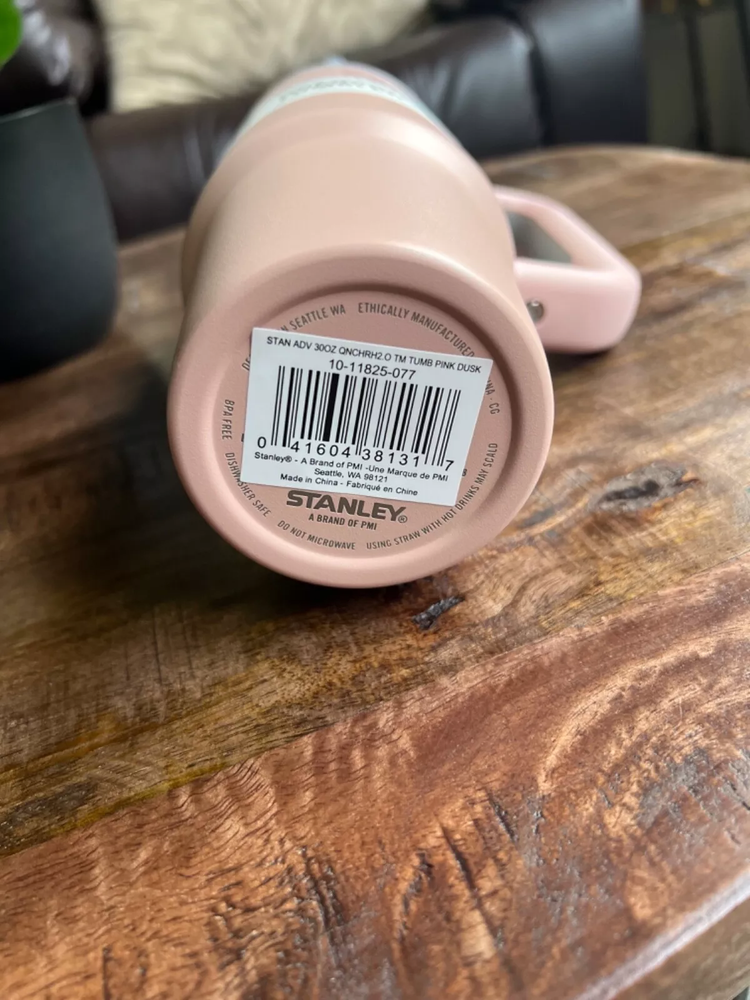 STAN ADV 30OZ QNCHRH2.O TM TUMB PINK DUSK
10-11825-077
0 41604 38131 7
Stanley® - A Brand of PMI -Une Marque de PMI
Seattle, WA 98121
Made in China - Fabriqué en Chine
SEATTLE WA ETHICALLY MANUFACTURED
CG
BPA FREE
DISHWASHER SAFE
DO NOT MICROWAVE
USING STRAW WITH HOT DRINKS MAY SCALD
STANLEY®
A BRAND OF PMI